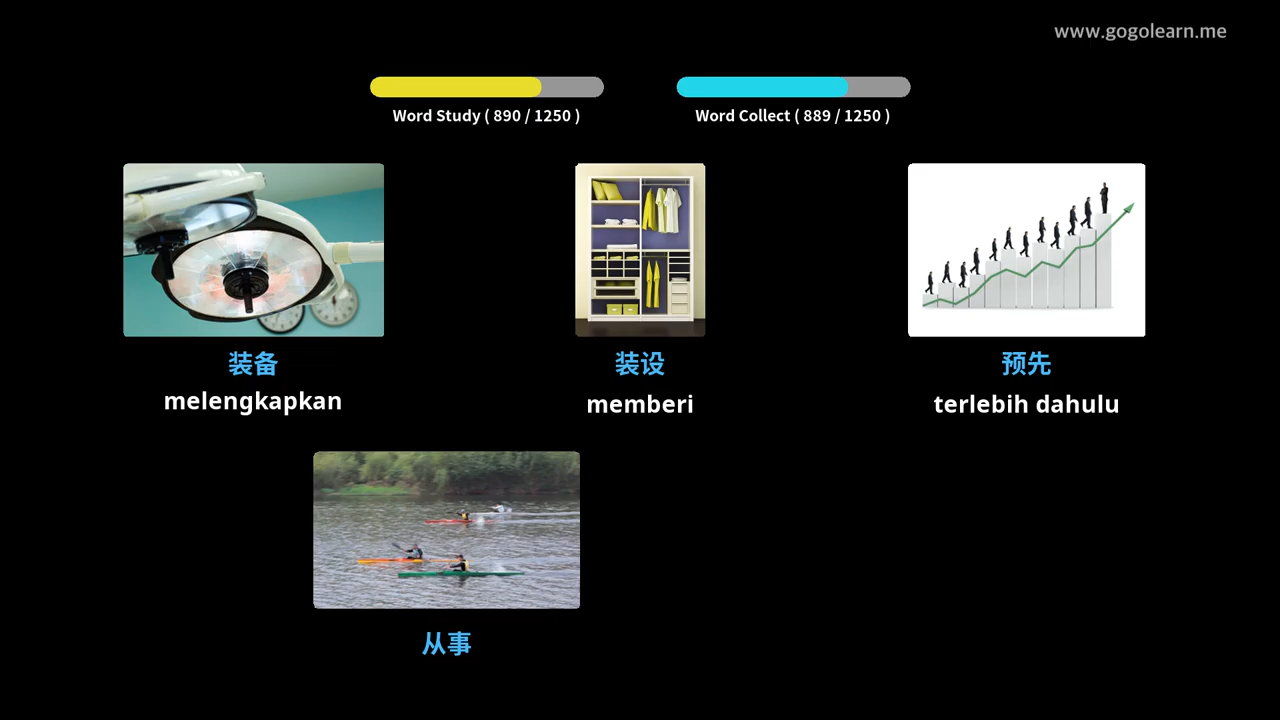 www.gogolearn.me
Word Study ( 890 / 1250 )
Word Collect ( 889 / 1250 )
装备
装设
预先
melengkapkan
memberi
terlebih dahulu
从事